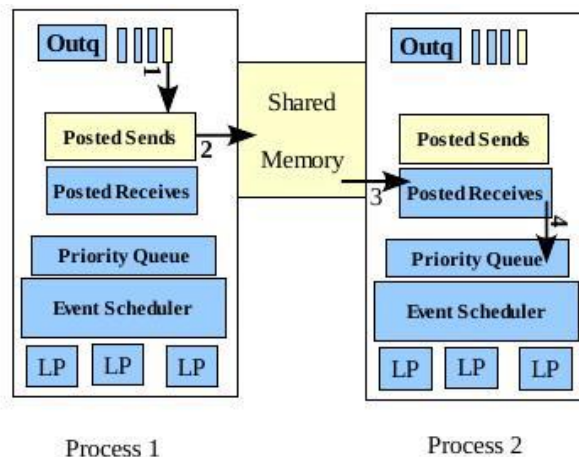 Outq
1
Posted Sends
2
Posted Receives
Priority Queue
Event Scheduler
LP LP LP
Process 1
Shared
Memory
3
Outq
Posted Sends
Posted Receives
4
Priority Queue
Event Scheduler
LP LP LP
Process 2